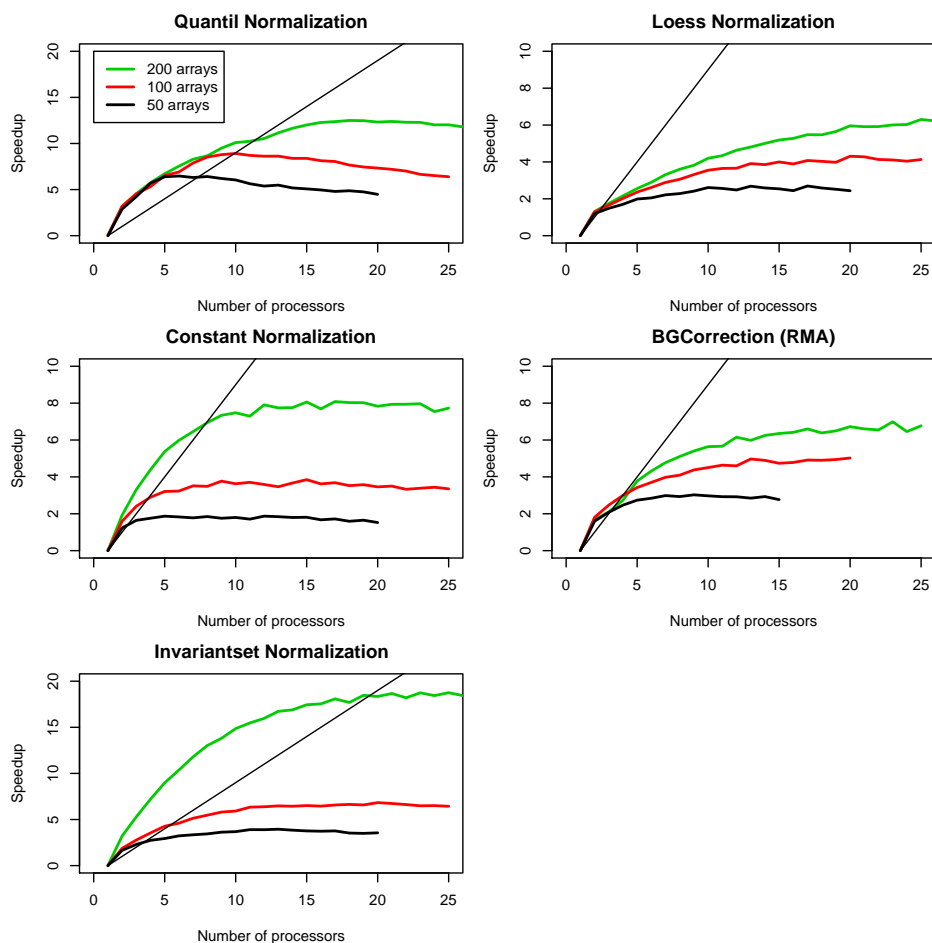 Quantil Normalization
Speedup
0 5 10 15 20
200 arrays
100 arrays
50 arrays
0 5 10 15 20 25
Number of processors
Loess Normalization
Speedup
0 2 4 6 8 10
0 5 10 15 20 25
Number of processors
Constant Normalization
Speedup
0 2 4 6 8 10
0 5 10 15 20 25
Number of processors
BGCorrection (RMA)
Speedup
0 2 4 6 8 10
0 5 10 15 20 25
Number of processors
Invariantset Normalization
Speedup
0 5 10 15 20
0 5 10 15 20 25
Number of processors